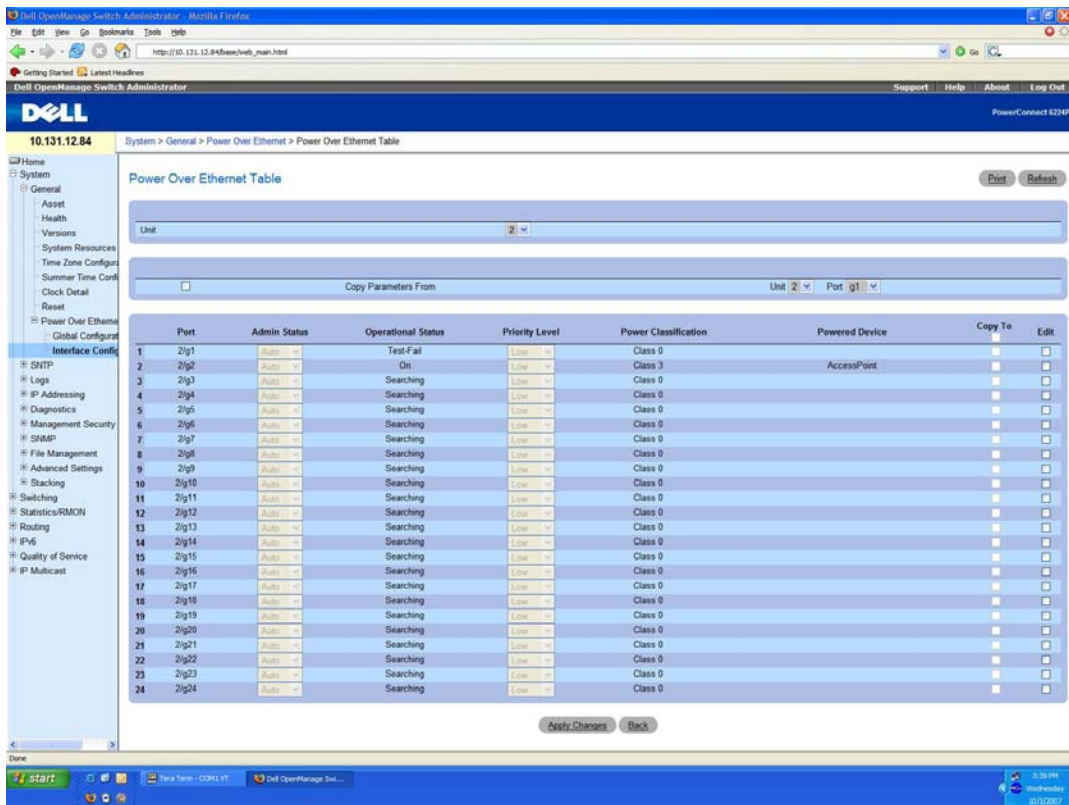 Dell OpenManage Switch Administrator - Mozilla Firefox
File Edit View Go Bookmarks Tools Help
http://10.131.12.84/base/web_main.html
Go
Getting Started Latest Headlines
Dell OpenManage Switch Administrator Support Help About Log Out
DELL
PowerConnect 6224P
10.131.12.84
System > General > Power Over Ethernet > Power Over Ethernet Table
Home
System
General
Asset
Health
Versions
System Resources
Time Zone Configura
Summer Time Confi
Clock Detail
Reset
Power Over Etherne
Global Configurat
Interface Config
SNTP
Logs
IP Addressing
Diagnostics
Management Security
SNMP
File Management
Advanced Settings
Stacking
Switching
Statistics/RMON
Routing
IPv6
Quality of Service
IP Multicast
Power Over Ethernet Table
Print Refresh
Unit 2
Copy Parameters From Unit 2 Port g1
Port Admin Status Operational Status Priority Level Power Classification Powered Device Copy To Edit
1 2/g1 Auto Test-Fail Low Class 0
2 2/g2 Auto On Low Class 3 AccessPoint
3 2/g3 Auto Searching Low Class 0
4 2/g4 Auto Searching Low Class 0
5 2/g5 Auto Searching Low Class 0
6 2/g6 Auto Searching Low Class 0
7 2/g7 Auto Searching Low Class 0
8 2/g8 Auto Searching Low Class 0
9 2/g9 Auto Searching Low Class 0
10 2/g10 Auto Searching Low Class 0
11 2/g11 Auto Searching Low Class 0
12 2/g12 Auto Searching Low Class 0
13 2/g13 Auto Searching Low Class 0
14 2/g14 Auto Searching Low Class 0
15 2/g15 Auto Searching Low Class 0
16 2/g16 Auto Searching Low Class 0
17 2/g17 Auto Searching Low Class 0
18 2/g18 Auto Searching Low Class 0
19 2/g19 Auto Searching Low Class 0
20 2/g20 Auto Searching Low Class 0
21 2/g21 Auto Searching Low Class 0
22 2/g22 Auto Searching Low Class 0
23 2/g23 Auto Searching Low Class 0
24 2/g24 Auto Searching Low Class 0
Apply Changes Back
Done
start Tera Term - COM1 VT Dell OpenManage Swi... 3:39 PM
Wednesday
10/3/2007